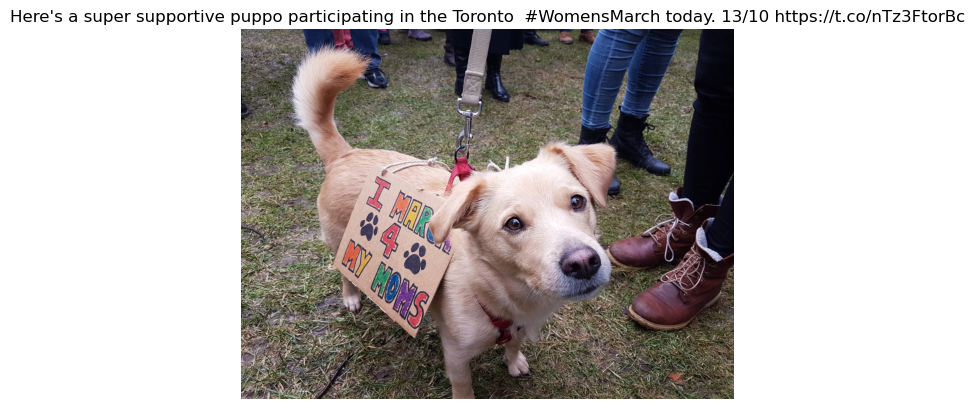 Here's a super supportive puppo participating in the Toronto  #WomensMarch today. 13/10 https://t.co/nTz3FtorBc
I MARCH
4
MY MOMS